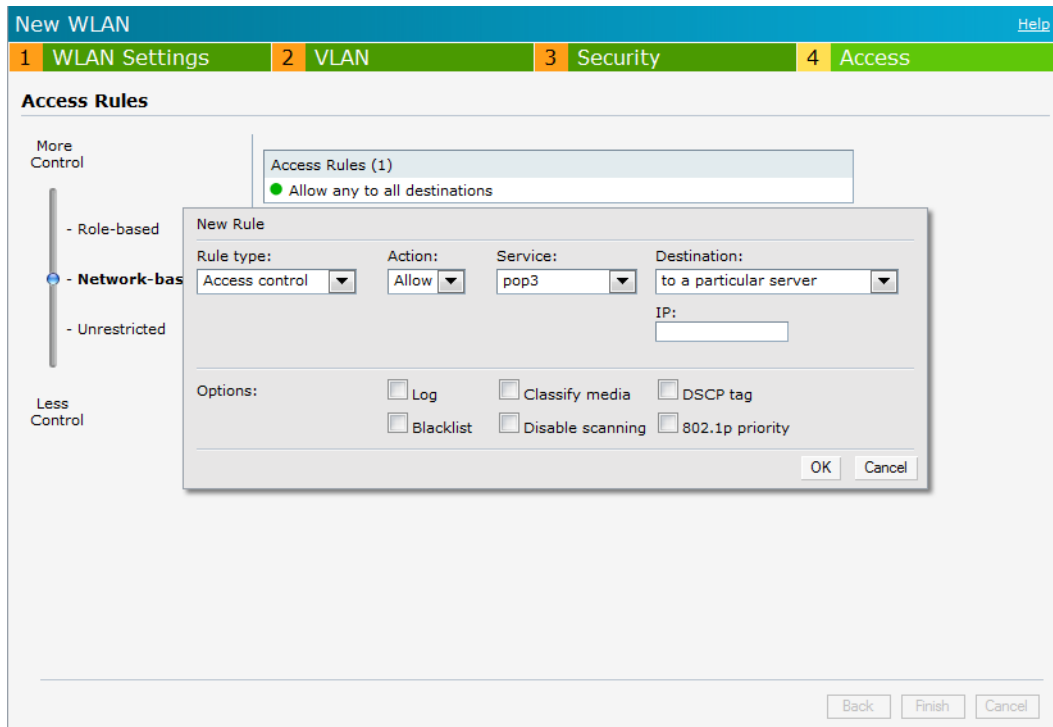 New WLAN
Help
1 WLAN Settings
2 VLAN
3 Security
4 Access
Access Rules
More
Control
- Role-based
- Network-bas
- Unrestricted
Less
Control
Access Rules (1)
Allow any to all destinations
New Rule
Rule type: Action: Service: Destination:
Access control Allow pop3 to a particular server
IP:
Options: Log Classify media DSCP tag
Blacklist Disable scanning 802.1p priority
OK Cancel
Back Finish Cancel